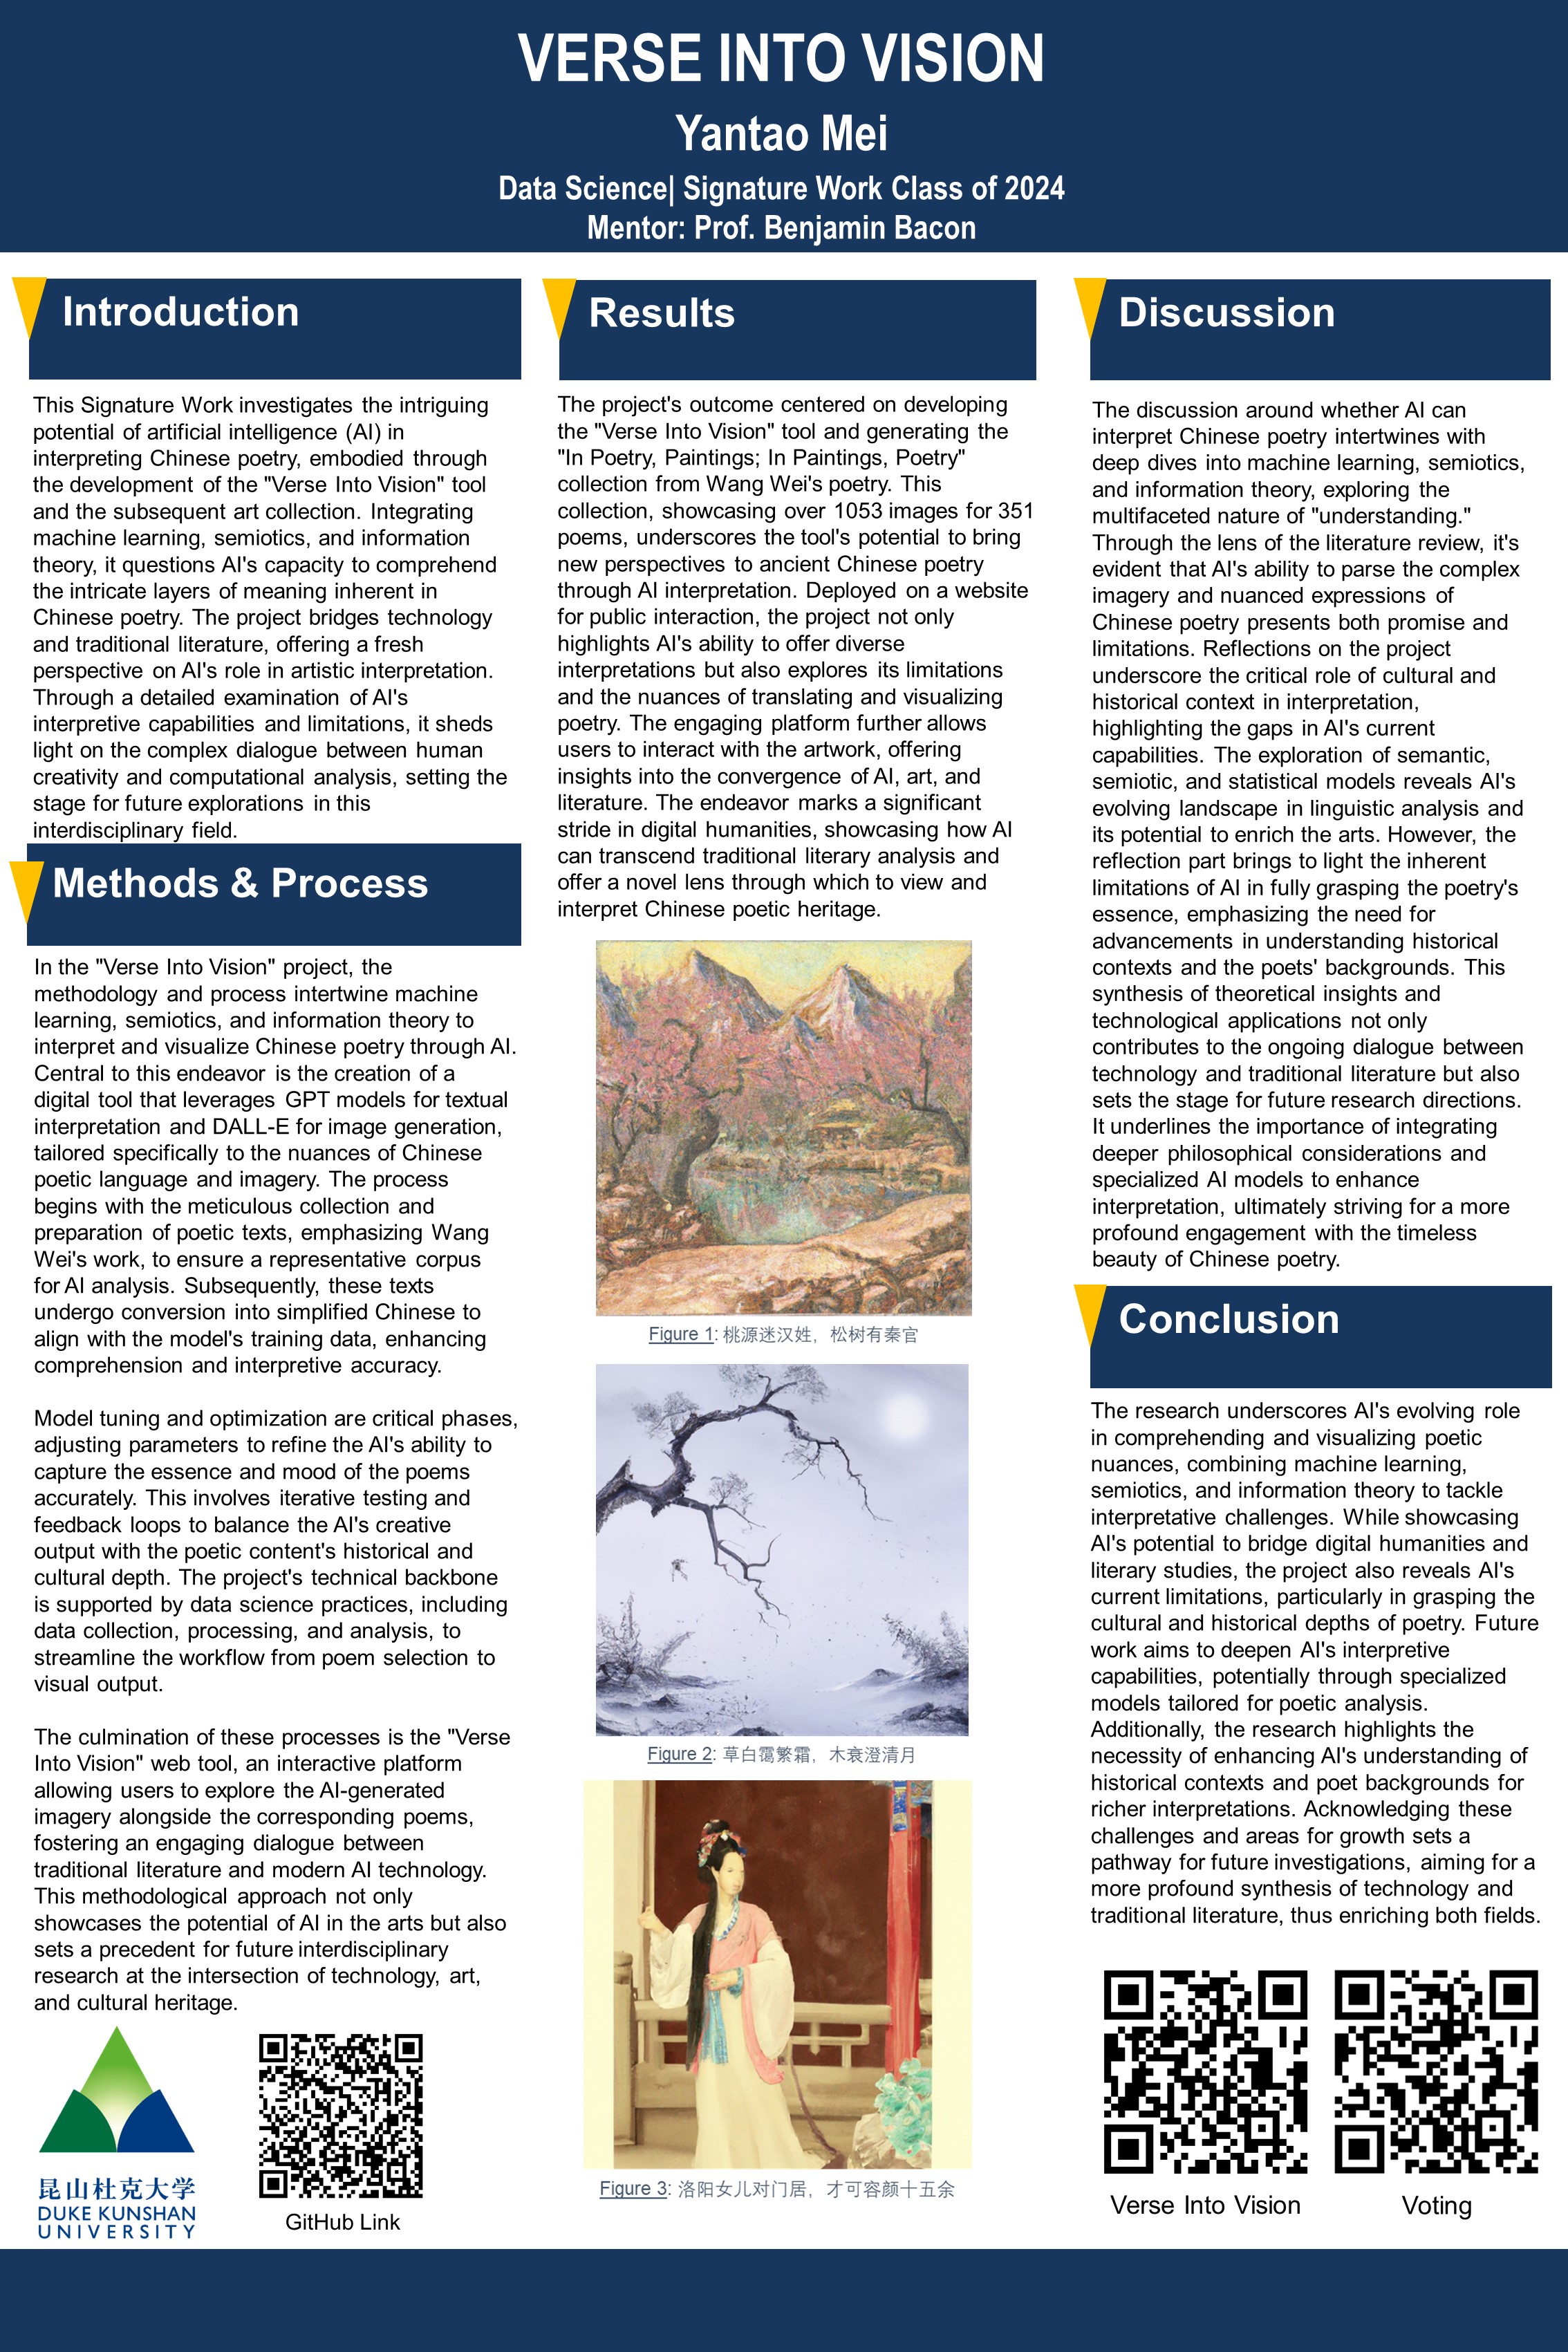 VERSE INTO VISION
Yantao Mei
Data Science| Signature Work Class of 2024
Mentor: Prof. Benjamin Bacon
Introduction
This Signature Work investigates the intriguing
potential of artificial intelligence (AI) in
interpreting Chinese poetry, embodied through
the development of the "Verse Into Vision" tool
and the subsequent art collection. Integrating
machine learning, semiotics, and information
theory, it questions AI's capacity to comprehend
the intricate layers of meaning inherent in
Chinese poetry. The project bridges technology
and traditional literature, offering a fresh
perspective on AI's role in artistic interpretation.
Through a detailed examination of AI's
interpretive capabilities and limitations, it sheds
light on the complex dialogue between human
creativity and computational analysis, setting the
stage for future explorations in this
interdisciplinary field.
Methods & Process
In the "Verse Into Vision" project, the
methodology and process intertwine machine
learning, semiotics, and information theory to
interpret and visualize Chinese poetry through AI.
Central to this endeavor is the creation of a
digital tool that leverages GPT models for textual
interpretation and DALL-E for image generation,
tailored specifically to the nuances of Chinese
poetic language and imagery. The process
begins with the meticulous collection and
preparation of poetic texts, emphasizing Wang
Wei's work, to ensure a representative corpus
for AI analysis. Subsequently, these texts
undergo conversion into simplified Chinese to
align with the model's training data, enhancing
comprehension and interpretive accuracy.
Model tuning and optimization are critical phases,
adjusting parameters to refine the AI's ability to
capture the essence and mood of the poems
accurately. This involves iterative testing and
feedback loops to balance the AI's creative
output with the poetic content's historical and
cultural depth. The project's technical backbone
is supported by data science practices, including
data collection, processing, and analysis, to
streamline the workflow from poem selection to
visual output.
The culmination of these processes is the "Verse
Into Vision" web tool, an interactive platform
allowing users to explore the AI-generated
imagery alongside the corresponding poems,
fostering an engaging dialogue between
traditional literature and modern AI technology.
This methodological approach not only
showcases the potential of AI in the arts but also
sets a precedent for future interdisciplinary
research at the intersection of technology, art,
and cultural heritage.
昆山杜克大学
DUKE KUNSHAN
UNIVERSITY
GitHub Link
Results
The project's outcome centered on developing
the "Verse Into Vision" tool and generating the
"In Poetry, Paintings; In Paintings, Poetry"
collection from Wang Wei's poetry. This
collection, showcasing over 1053 images for 351
poems, underscores the tool's potential to bring
new perspectives to ancient Chinese poetry
through AI interpretation. Deployed on a website
for public interaction, the project not only
highlights AI's ability to offer diverse
interpretations but also explores its limitations
and the nuances of translating and visualizing
poetry. The engaging platform further allows
users to interact with the artwork, offering
insights into the convergence of AI, art, and
literature. The endeavor marks a significant
stride in digital humanities, showcasing how AI
can transcend traditional literary analysis and
offer a novel lens through which to view and
interpret Chinese poetic heritage.
Figure 1: 桃源迷汉姓，松树有秦官
Figure 2: 草白霭繁霜，木衰澄清月
Figure 3: 洛阳女儿对门居，才可容颜十五余
Discussion
The discussion around whether AI can
interpret Chinese poetry intertwines with
deep dives into machine learning, semiotics,
and information theory, exploring the
multifaceted nature of "understanding."
Through the lens of the literature review, it's
evident that AI's ability to parse the complex
imagery and nuanced expressions of
Chinese poetry presents both promise and
limitations. Reflections on the project
underscore the critical role of cultural and
historical context in interpretation,
highlighting the gaps in AI's current
capabilities. The exploration of semantic,
semiotic, and statistical models reveals AI's
evolving landscape in linguistic analysis and
its potential to enrich the arts. However, the
reflection part brings to light the inherent
limitations of AI in fully grasping the poetry's
essence, emphasizing the need for
advancements in understanding historical
contexts and the poets' backgrounds. This
synthesis of theoretical insights and
technological applications not only
contributes to the ongoing dialogue between
technology and traditional literature but also
sets the stage for future research directions.
It underlines the importance of integrating
deeper philosophical considerations and
specialized AI models to enhance
interpretation, ultimately striving for a more
profound engagement with the timeless
beauty of Chinese poetry.
Conclusion
The research underscores AI's evolving role
in comprehending and visualizing poetic
nuances, combining machine learning,
semiotics, and information theory to tackle
interpretative challenges. While showcasing
AI's potential to bridge digital humanities and
literary studies, the project also reveals AI's
current limitations, particularly in grasping the
cultural and historical depths of poetry. Future
work aims to deepen AI's interpretive
capabilities, potentially through specialized
models tailored for poetic analysis.
Additionally, the research highlights the
necessity of enhancing AI's understanding of
historical contexts and poet backgrounds for
richer interpretations. Acknowledging these
challenges and areas for growth sets a
pathway for future investigations, aiming for a
more profound synthesis of technology and
traditional literature, thus enriching both fields.
Verse Into Vision
Voting